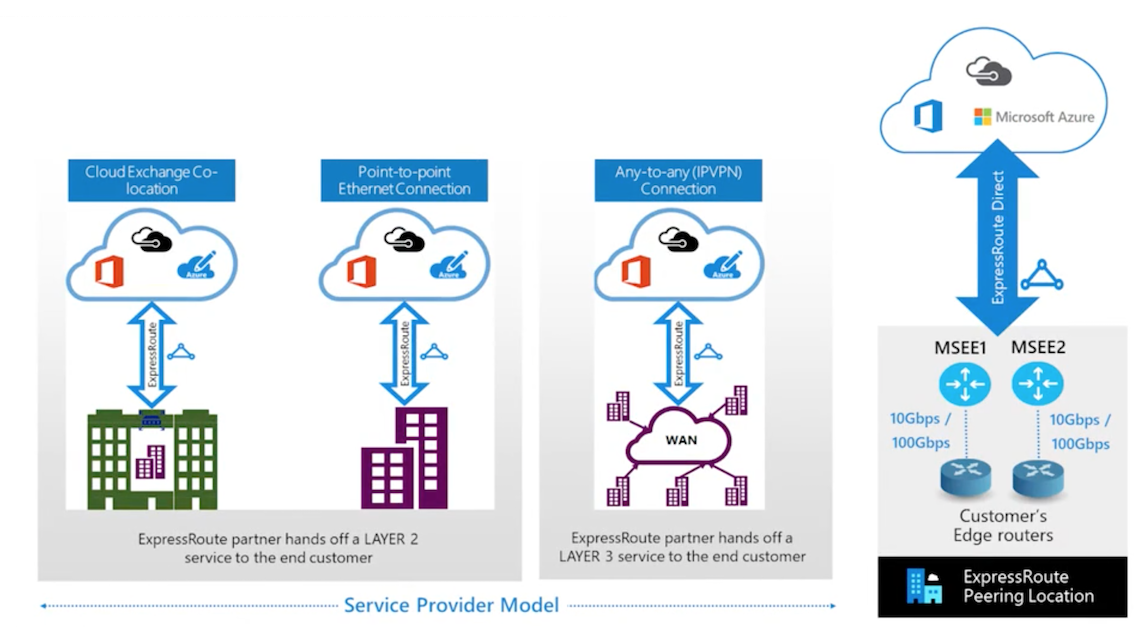 Cloud Exchange Co-
location
Azure
ExpressRoute
Point-to-point
Ethernet Connection
Azure
ExpressRoute
ExpressRoute partner hands off a LAYER 2
service to the end customer
Any-to-any (IPVPN)
Connection
Azure
ExpressRoute
WAN
ExpressRoute partner hands off a
LAYER 3 service to the end customer
Service Provider Model
Microsoft Azure
ExpressRoute Direct
MSEE1
MSEE2
10Gbps /
100Gbps
10Gbps /
100Gbps
Customer's
Edge routers
ExpressRoute
Peering Location